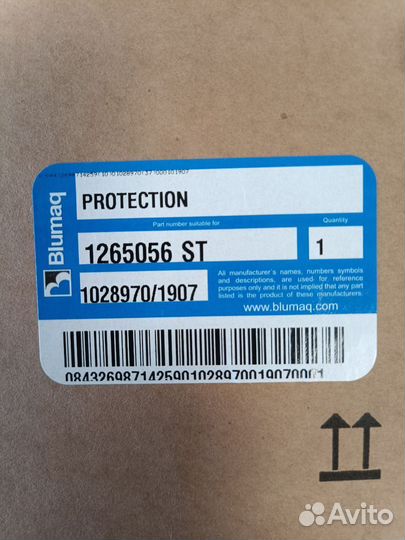 Blumaq
PROTECTION
Part number suitable for
Quantity
1265056 ST
1
1028970/1907
All manufacturer's names, numbers symbols
and descriptions, are used for reference
purposes only and it is not implied that any part
listed is the product of these manufacturers.
www.blumaq.com
0843269871425901028970019070001
Avito